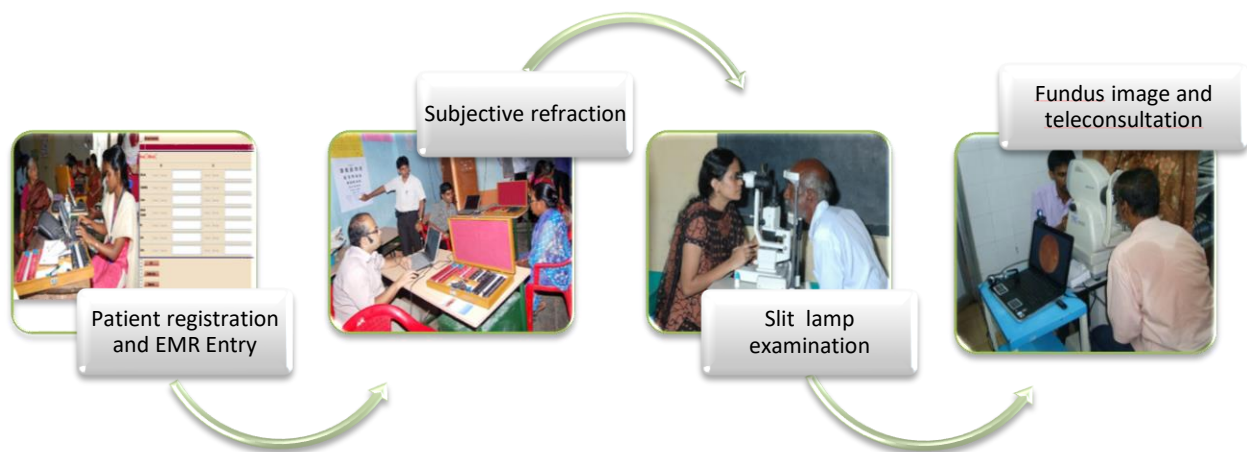 Patient registration
and EMR Entry
Subjective refraction
Slit lamp
examination
Fundus image and
teleconsultation